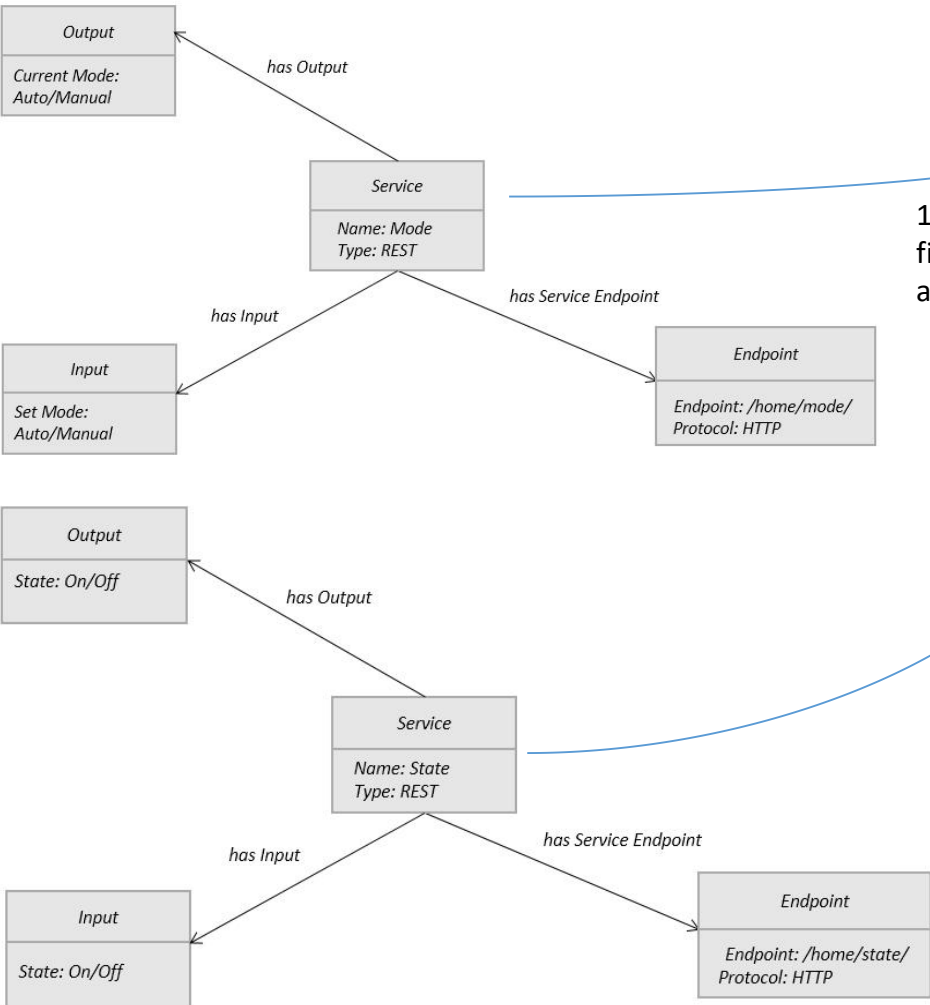 Output
Current Mode:
Auto/Manual
has Output
Service
Name: Mode
Type: REST
1
fi
a
has Service Endpoint
has Input
Endpoint
Endpoint: /home/mode/
Protocol: HTTP
Input
Set Mode:
Auto/Manual
Output
State: On/Off
has Output
Service
Name: State
Type: REST
has Service Endpoint
has Input
Endpoint
Endpoint: /home/state/
Protocol: HTTP
Input
State: On/Off